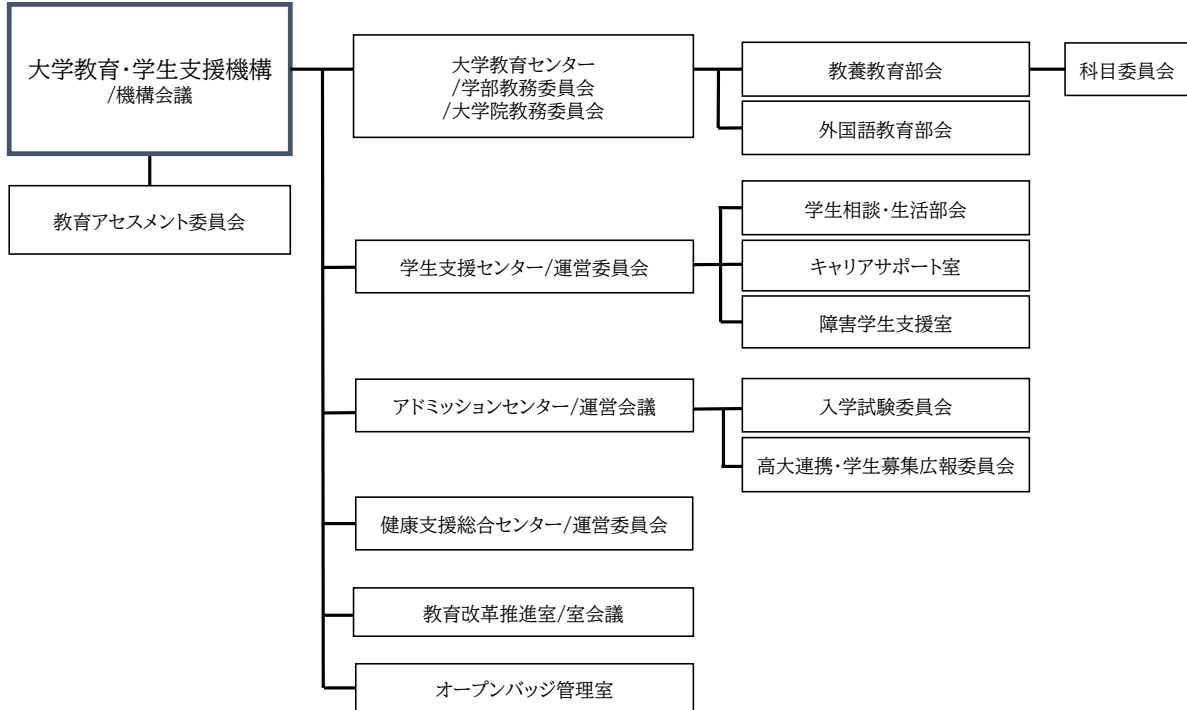 大学教育・学生支援機構
/機構会議
教育アセスメント委員会
大学教育センター
/学部教務委員会
/大学院教務委員会
教養教育部会
科目委員会
外国語教育部会
学生支援センター/運営委員会
学生相談・生活部会
キャリアサポート室
障害学生支援室
アドミッションセンター/運営会議
入学試験委員会
高大連携・学生募集広報委員会
健康支援総合センター/運営委員会
教育改革推進室/室会議
オープンバッジ管理室